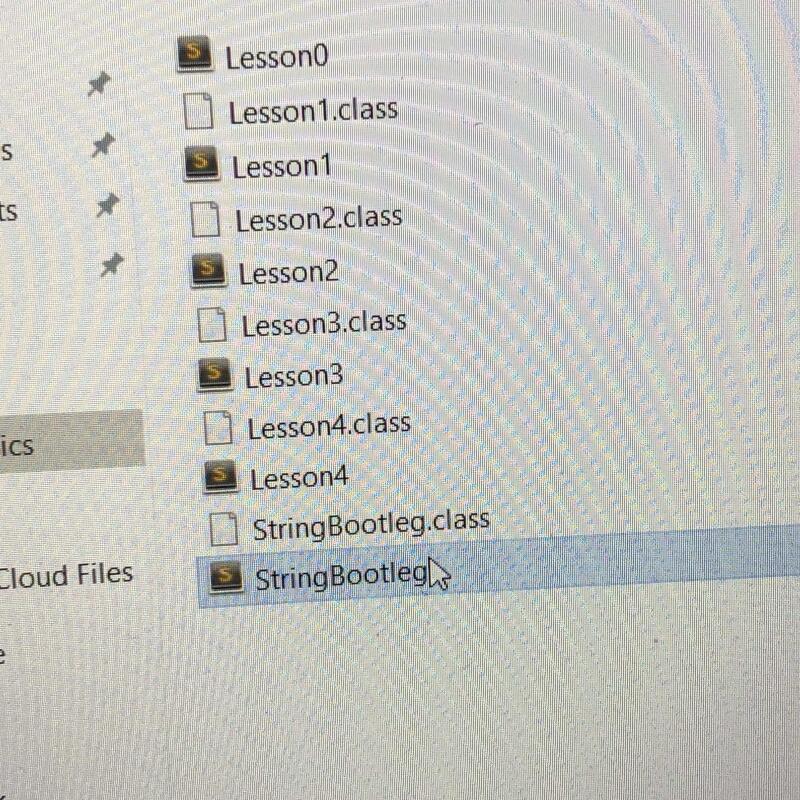 Lesson0
Lesson1.class
s
Lesson1
ts
Lesson2.class
Lesson2
Lesson3.class
Lesson3
Lesson4.class
ics
Lesson4
StringBootleg.class
Cloud Files
StringBootleg
e